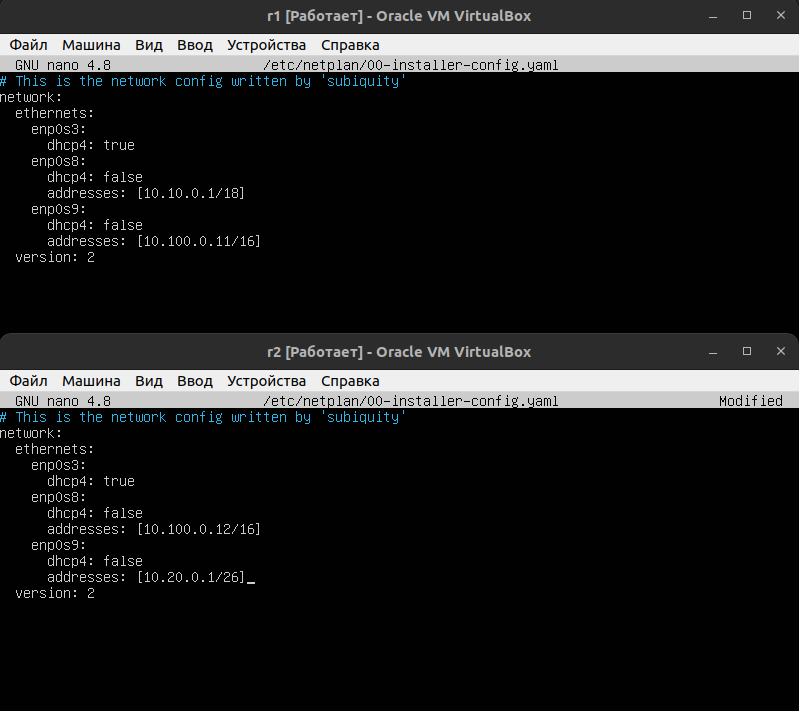 r1 [Работает] - Oracle VM VirtualBox
Файл Машина Вид Ввод Устройства Справка
GNU nano 4.8 /etc/netplan/00-installer-config.yaml
# This is the network config written by 'subiquity'
network:
  ethernets:
    enp0s3:
      dhcp4: true
    enp0s8:
      dhcp4: false
      addresses: [10.10.0.1/18]
    enp0s9:
      dhcp4: false
      addresses: [10.100.0.11/16]
  version: 2
r2 [Работает] - Oracle VM VirtualBox
Файл Машина Вид Ввод Устройства Справка
GNU nano 4.8 /etc/netplan/00-installer-config.yaml Modified
# This is the network config written by 'subiquity'
network:
  ethernets:
    enp0s3:
      dhcp4: true
    enp0s8:
      dhcp4: false
      addresses: [10.100.0.12/16]
    enp0s9:
      dhcp4: false
      addresses: [10.20.0.1/26]
  version: 2